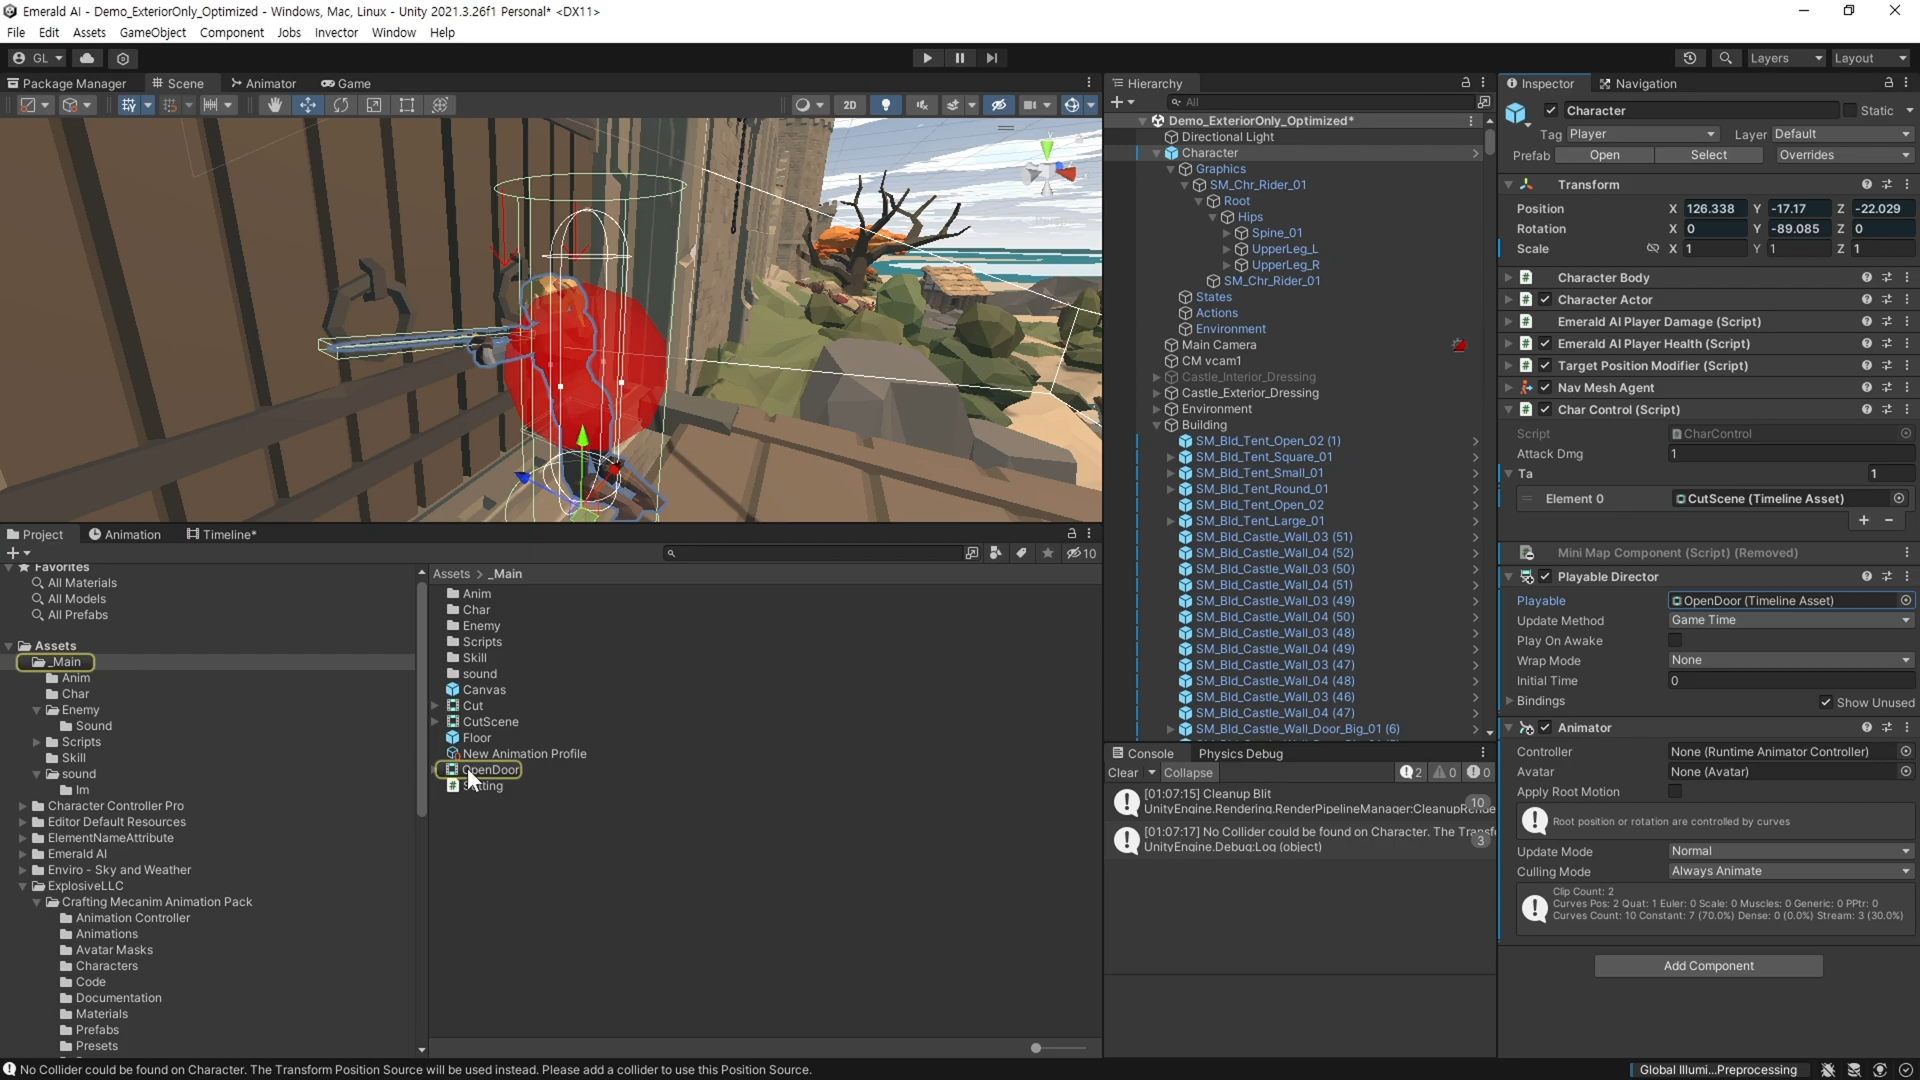 Emerald AI - Demo_ExteriorOnly_Optimized - Windows, Mac, Linux - Unity 2021.3.26f1 Personal* <DX11>
File Edit Assets GameObject Component Jobs Invector Window Help
GL Layers Layout
Package Manager Scene Animator Game
2D
Hierarchy
All
Demo_ExteriorOnly_Optimized*
Directional Light
Character
Graphics
SM_Chr_Rider_01
Root
Hips
Spine_01
UpperLeg_L
UpperLeg_R
SM_Chr_Rider_01
States
Actions
Environment
Main Camera
CM vcam1
Castle_Interior_Dressing
Castle_Exterior_Dressing
Environment
Building
SM_Bld_Tent_Open_02 (1)
SM_Bld_Tent_Square_01
SM_Bld_Tent_Small_01
SM_Bld_Tent_Round_01
SM_Bld_Tent_Open_02
SM_Bld_Tent_Large_01
SM_Bld_Castle_Wall_03 (51)
SM_Bld_Castle_Wall_04 (52)
SM_Bld_Castle_Wall_03 (50)
SM_Bld_Castle_Wall_04 (51)
SM_Bld_Castle_Wall_03 (49)
SM_Bld_Castle_Wall_04 (50)
SM_Bld_Castle_Wall_03 (48)
SM_Bld_Castle_Wall_04 (49)
SM_Bld_Castle_Wall_03 (47)
SM_Bld_Castle_Wall_04 (48)
SM_Bld_Castle_Wall_03 (46)
SM_Bld_Castle_Wall_04 (47)
SM_Bld_Castle_Wall_Door_Big_01 (6)
Inspector Navigation
Character Static
Tag Player Layer Default
Prefab Open Select Overrides
Transform
Position X 126.338 Y -17.17 Z -22.029
Rotation X 0 Y -89.085 Z 0
Scale X 1 Y 1 Z 1
Character Body
Character Actor
Emerald AI Player Damage (Script)
Emerald AI Player Health (Script)
Target Position Modifier (Script)
Nav Mesh Agent
Char Control (Script)
Script CharControl
Attack Dmg 1
Ta 1
Element 0 CutScene (Timeline Asset)
Mini Map Component (Script) (Removed)
Playable Director
Playable OpenDoor (Timeline Asset)
Update Method Game Time
Play On Awake
Wrap Mode None
Initial Time 0
Bindings Show Unused
Animator
Controller None (Runtime Animator Controller)
Avatar None (Avatar)
Apply Root Motion
Root position or rotation are controlled by curves
Update Mode Normal
Culling Mode Always Animate
Clip Count: 2
Curves Pos: 2 Quat: 1 Euler: 0 Scale: 0 Muscles: 0 Generic: 0 PPtr: 0
Curves Count: 10 Constant: 7 (70.0%) Dense: 0 (0.0%) Stream: 3 (30.0%)
Add Component
Project Animation Timeline*
10
Favorites
All Materials
All Models
All Prefabs
Assets
_Main
Anim
Char
Enemy
Sound
Scripts
Skill
sound
Im
Character Controller Pro
Editor Default Resources
ElementNameAttribute
Emerald AI
Enviro - Sky and Weather
ExplosiveLLC
Crafting Mecanim Animation Pack
Animation Controller
Animations
Avatar Masks
Characters
Code
Documentation
Materials
Prefabs
Presets
Assets > _Main
Anim
Char
Enemy
Scripts
Skill
sound
Canvas
Cut
CutScene
Floor
New Animation Profile
OpenDoor
Console Physics Debug
Clear Collapse 2 0 0
[01:07:15] Cleanup Blit
UnityEngine.Rendering.RenderPipelineManager:CleanupRende
10
[01:07:17] No Collider could be found on Character. The Transf
UnityEngine.Debug:Log (object)
3
No Collider could be found on Character. The Transform Position Source will be used instead. Please add a collider to use this Position Source.
Global Illumi...Preprocessing